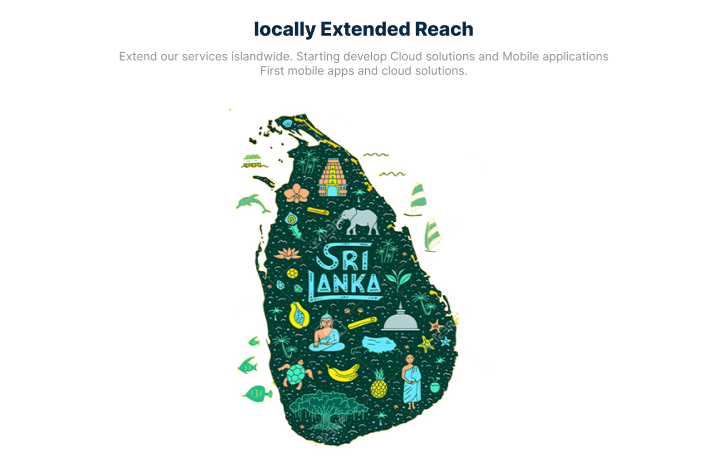 locally Extended Reach
Extend our services islandwide. Starting develop Cloud solutions and Mobile applications
First mobile apps and cloud solutions.
SRI
LANKA